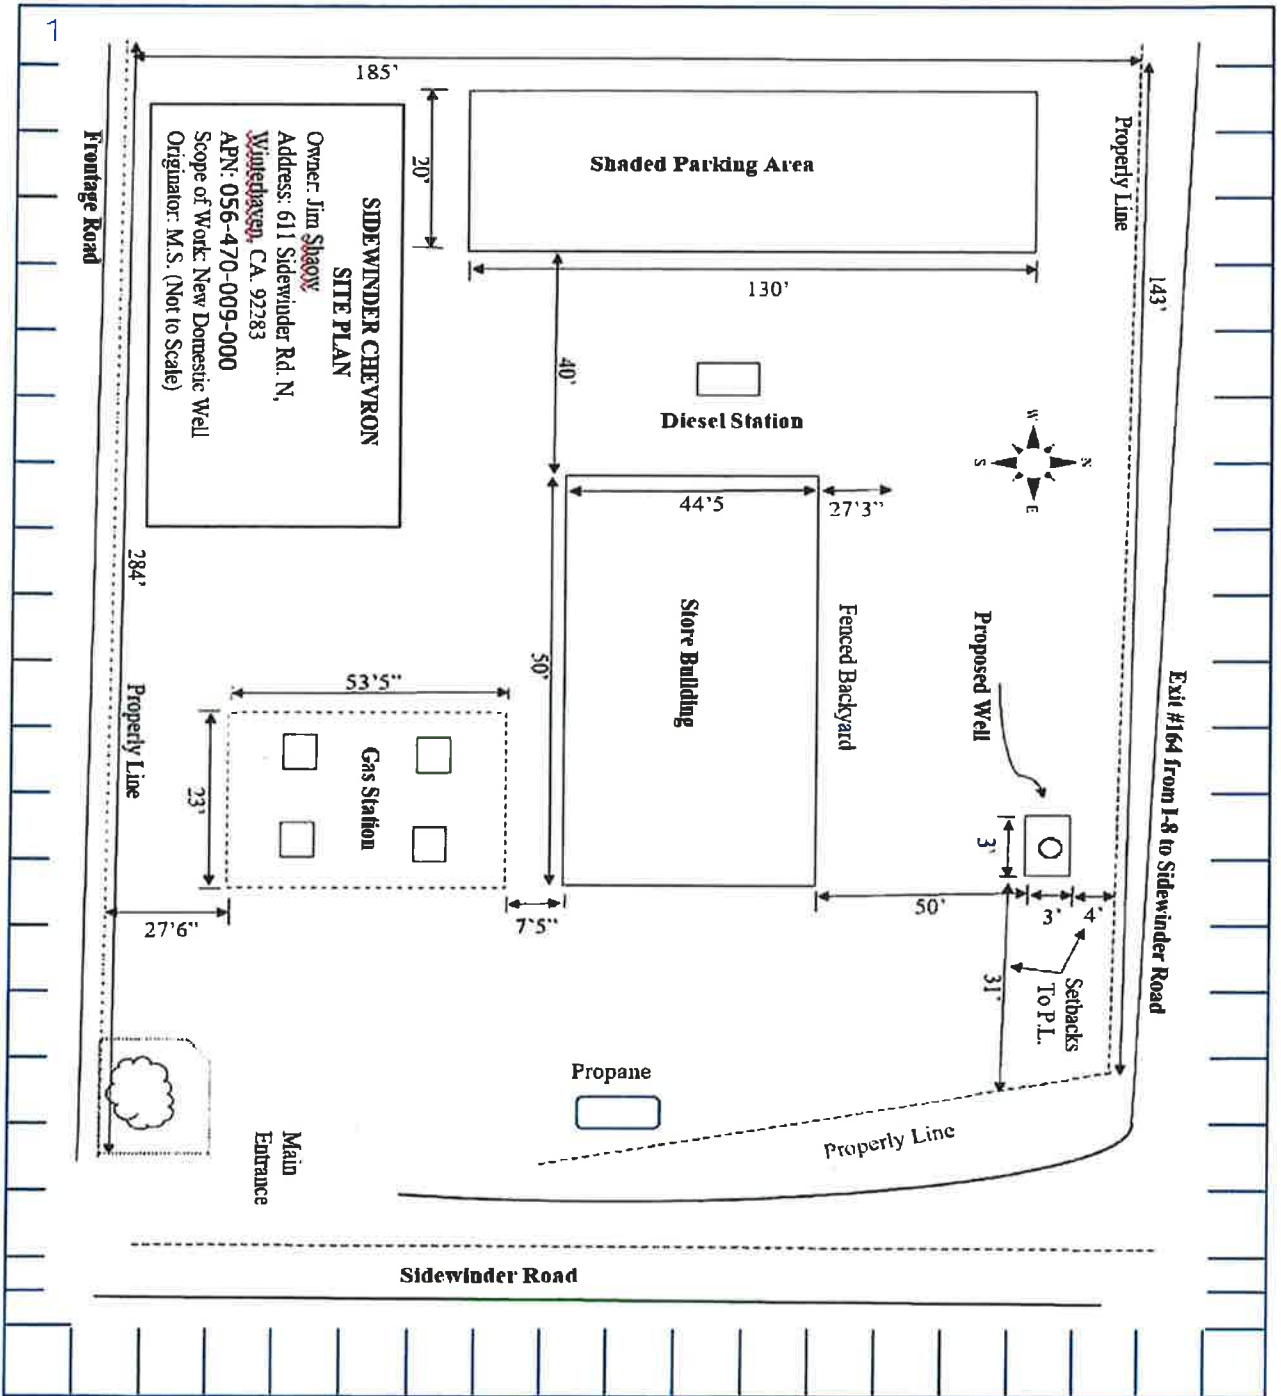 1
185'
Frontage Road
SIDEWINDER CHEVRON
SITE PLAN
Owner: Jim Shaow
Address: 611 Sidewinder Rd. N,
Winterhaven, CA. 92283
APN: 056-470-009-000
Scope of Work: New Domestic Well
Originator: M.S. (Not to Scale)
20'
Shaded Parking Area
130'
Properly Line
143'
40'
Diesel Station
W
N
S
E
44'5
27'3"
284'
Properly Line
50'
Store Building
Fenced Backyard
Proposed Well
Exit #164 from I-8 to Sidewinder Road
53'5"
Gas Station
23'
27'6"
7'5"
50'
3'
3'
4'
31'
Setbacks
To P.L.
Propane
Properly Line
Main
Entrance
Sidewinder Road